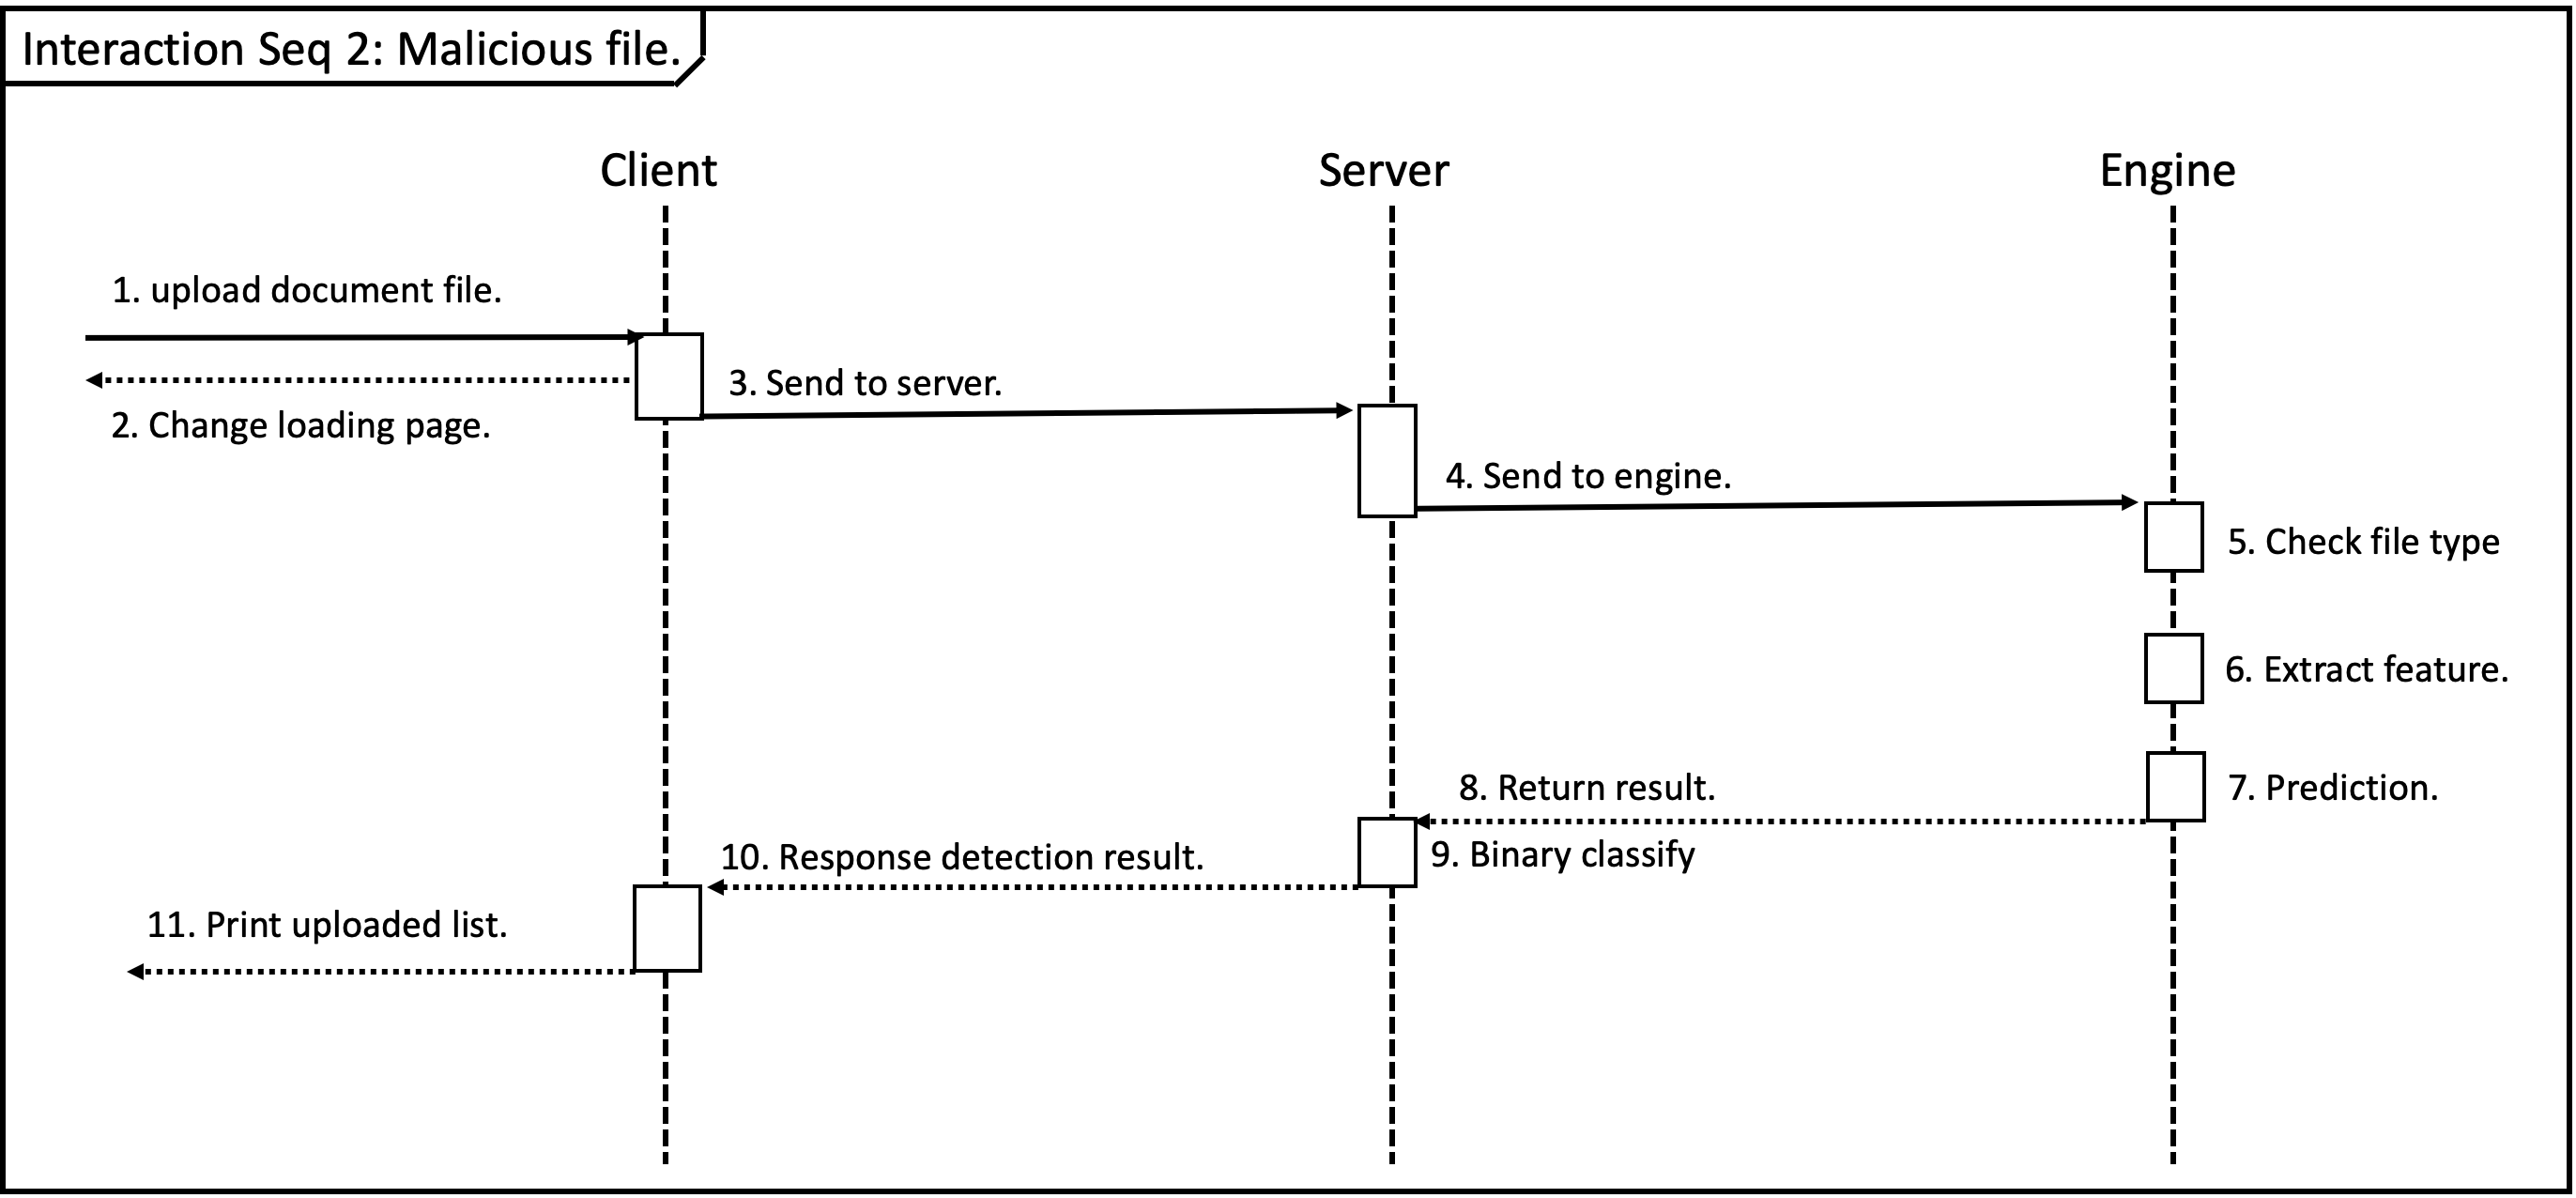 Interaction Seq 2: Malicious file.
Client
Server
Engine
1. upload document file.
2. Change loading page.
3. Send to server.
4. Send to engine.
5. Check file type
6. Extract feature.
7. Prediction.
8. Return result.
9. Binary classify
10. Response detection result.
11. Print uploaded list.